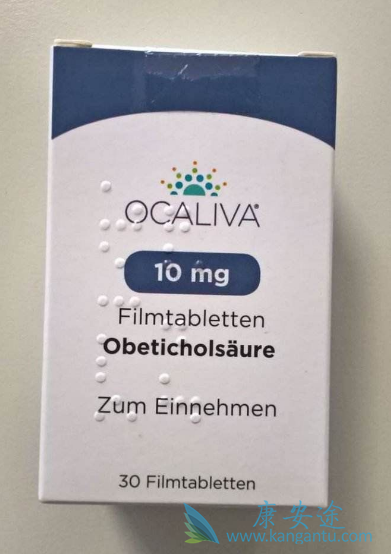 OCALIVA®
10 mg
Filmtabletten
Obeticholsäure
Zum Einnehmen
30 Filmtabletten
康安途
www.kangantu.com